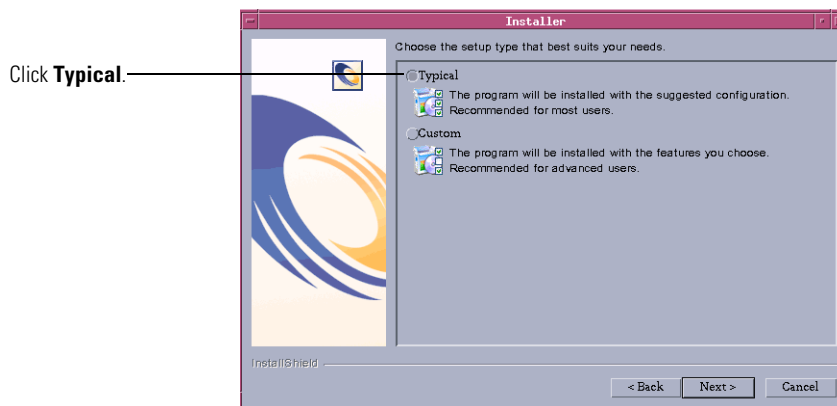 Installer
Choose the setup type that best suits your needs.
Click Typical.
Typical
The program will be installed with the suggested configuration.
Recommended for most users.
Custom
The program will be installed with the features you choose.
Recommended for advanced users.
InstallShield
< Back
Next >
Cancel